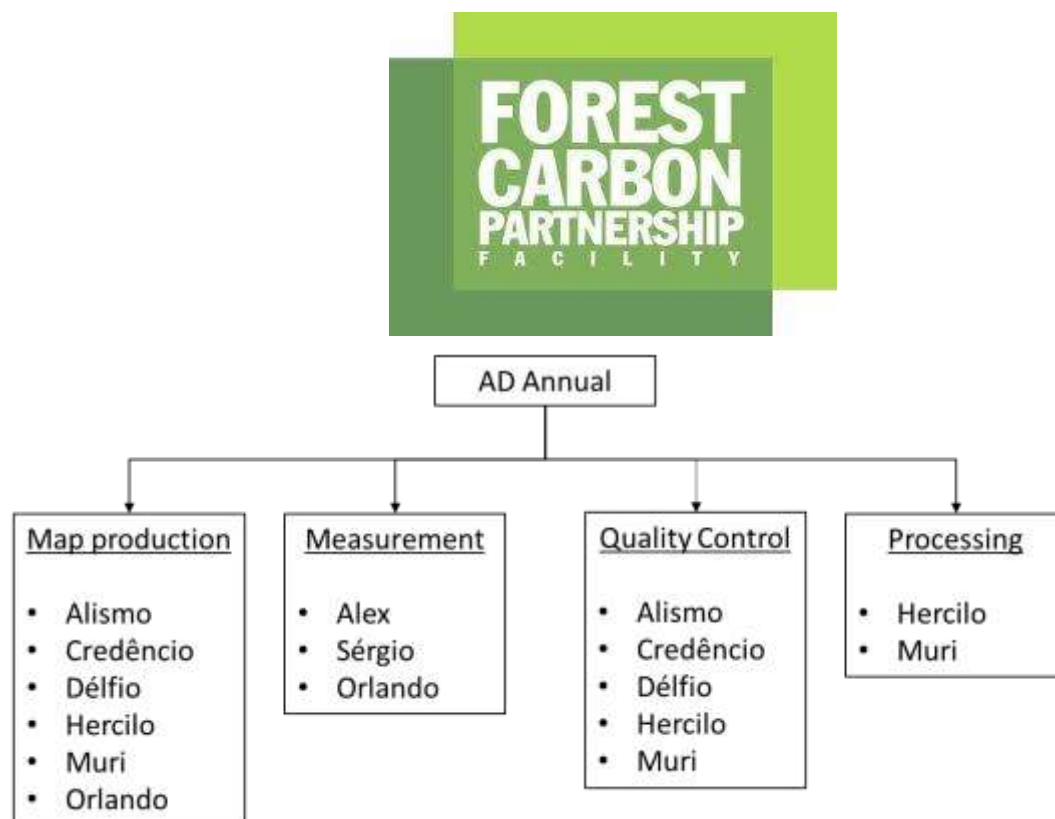 FOREST
CARBON
PARTNERSHIP
FACILITY
AD Annual
Map production
• Alismo
• Credêncio
• Délfio
• Hercilo
• Muri
• Orlando
Measurement
• Alex
• Sérgio
• Orlando
Quality Control
• Alismo
• Credêncio
• Délfio
• Hercilo
• Muri
Processing
• Hercilo
• Muri